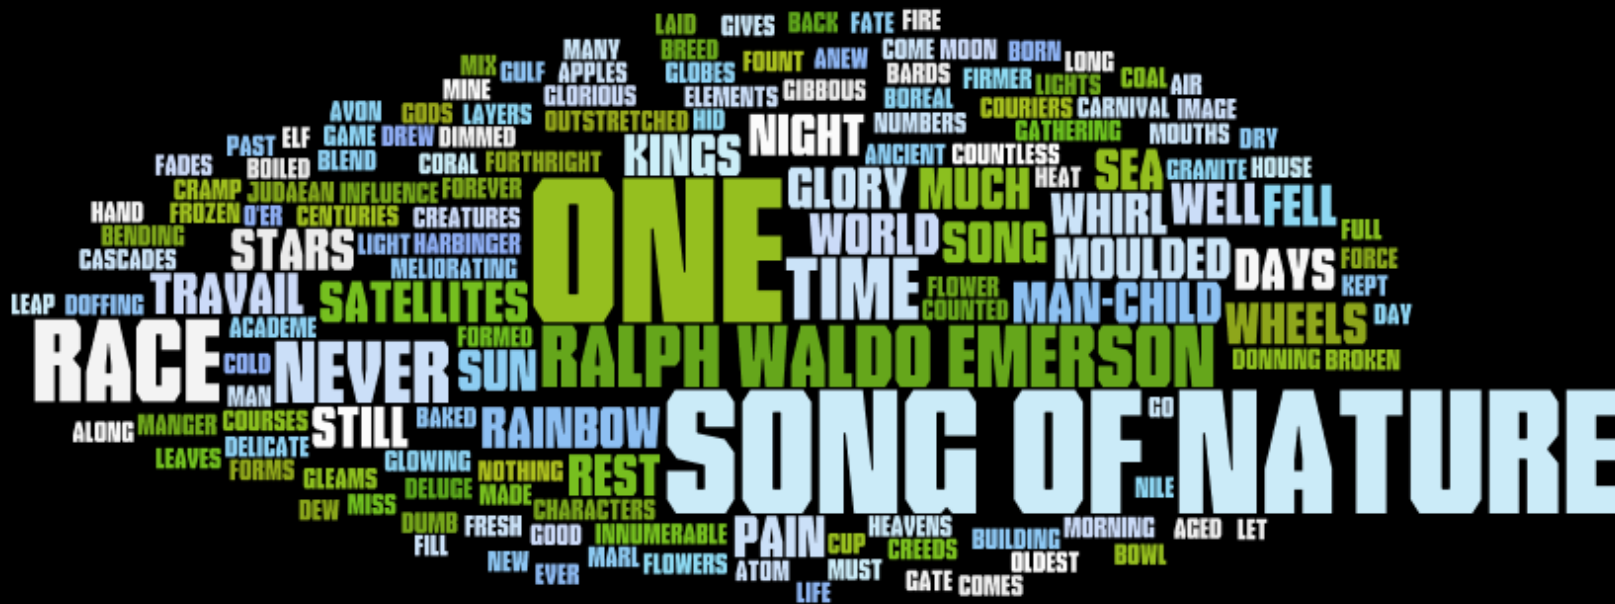 LAID GIVES BACK FATE FIRE
MANY BREED FOUNT ANEW COME MOON BORN LONG
MIX GULF APPLES GLOBES BARDS FIRMER LIGHTS COAL AIR
MINE GLORIOUS ELEMENTS GIBBOUS BOREAL COURIERS CARNIVAL IMAGE
AVON GODS LAYERS OUTSTRETCHED HID NIGHT NUMBERS GATHERING MOUTHS DRY
PAST ELF GAME DREW DIMMED KINGS ANCIENT COUNTLESS
FADES BOILED BLEND CORAL FORTHRIGHT GLORY MUCH HEAT SEA GRANITE HOUSE
CRAMP JUDAEAN INFLUENCE FOREVER ONE WHIRL WELL FELL
HAND FROZEN O'ER CENTURIES CREATURES WORLD SONG FULL
BENDING STARS LIGHT HARBINGER MOULDED DAYS FORCE
CASCADES MELIORATING TIME FLOWER KEPT
LEAP DOFFING TRAVAIL SATELLITES COUNTED MAN-CHILD WHEELS DAY
RACE ACADEME FORMED RALPH WALDO EMERSON DONNING BROKEN
COLD NEVER SUN
MAN SONG OF NATURE GO
ALONG MANGER COURSES STILL BAKED RAINBOW
LEAVES DELICATE GLOWING NOTHING REST
FORMS GLEAMS DELUGE MADE NILE
DEW MISS CHARACTERS
DUMB FRESH GOOD INNUMERABLE PAIN CUP HEAVENS BUILDING MORNING AGED LET
FILL CREEDS BOWL
NEW EVER MARL FLOWERS ATOM MUST GATE COMES OLDEST
LIFE